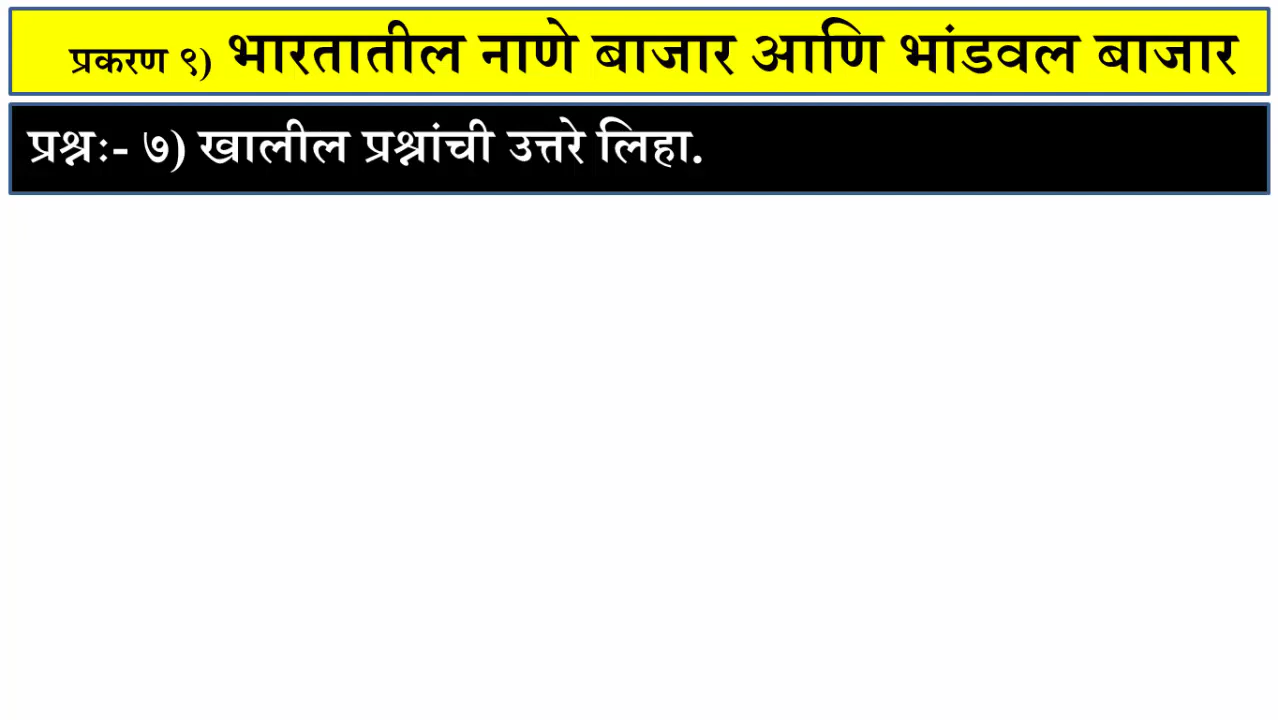 प्रकरण ९) भारतातील नाणे बाजार आणि भांडवल बाजार
प्रश्नः- ७) खालील प्रश्नांची उत्तरे लिहा.